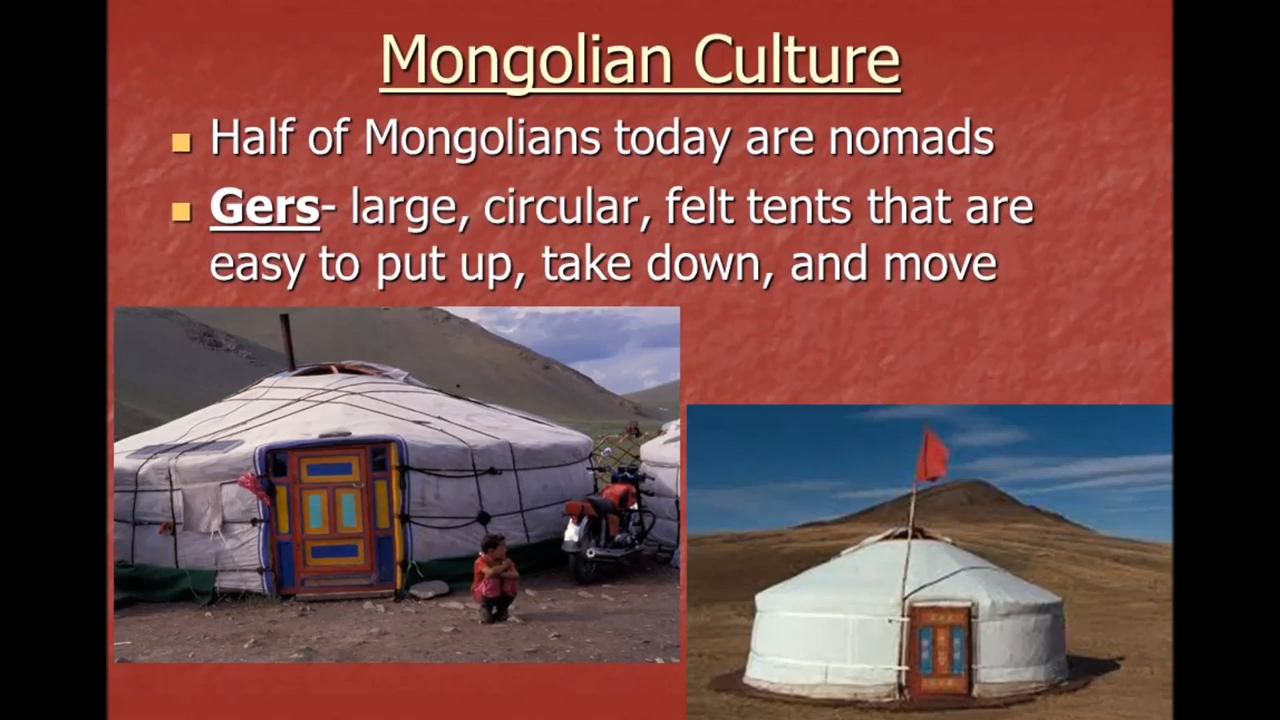 Mongolian Culture
Half of Mongolians today are nomads
Gers- large, circular, felt tents that are
easy to put up, take down, and move